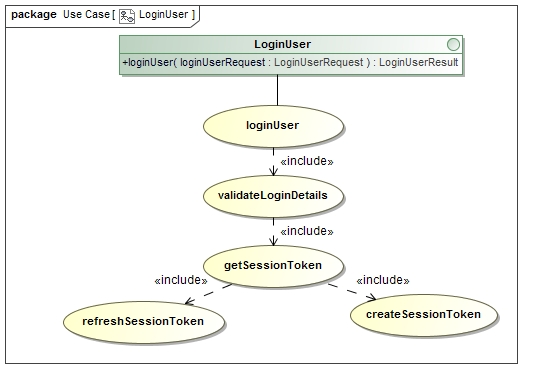 package Use Case [ LoginUser ]
LoginUser
+loginUser( loginUserRequest : LoginUserRequest ) : LoginUserResult
loginUser
«include»
validateLoginDetails
«include»
getSessionToken
«include» «include»
refreshSessionToken createSessionToken